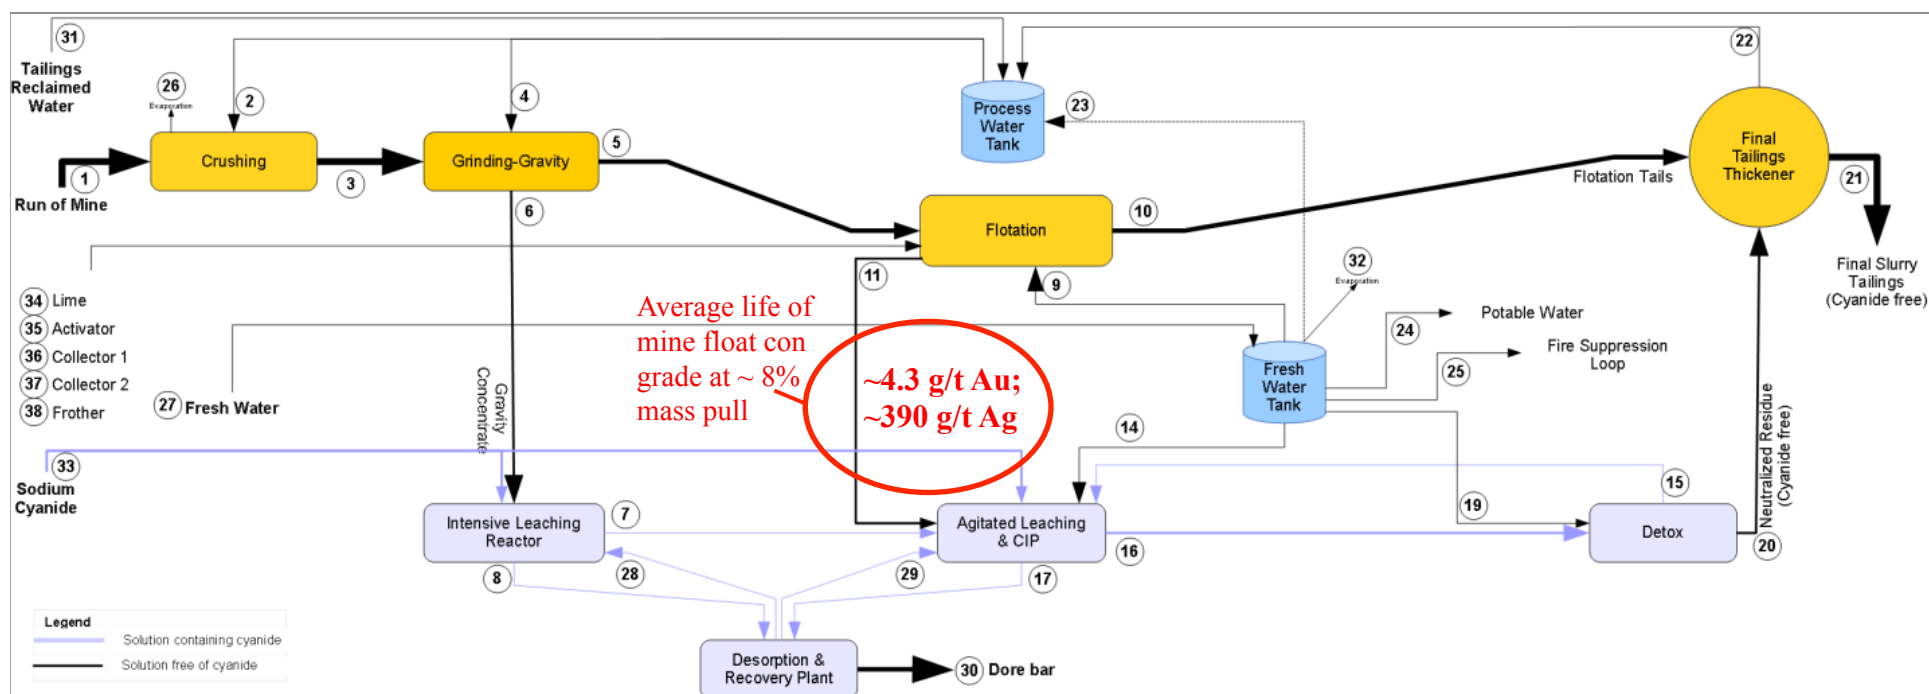 31
Tailings
Reclaimed
Water
26
Evaporation
2
4
22
Process
Water
Tank
23
Crushing
Grinding-Gravity
5
Final
Tailings
Thickener
1
3
21
Run of Mine
6
Flotation
10
Flotation Tails
11
9
32
Evaporation
Final Slurry
Tailings
(Cyanide free)
34 Lime
35 Activator
36 Collector 1
37 Collector 2
38 Frother
27 Fresh Water
Average life of
mine float con
grade at ~ 8%
mass pull
~4.3 g/t Au;
~390 g/t Ag
Fresh
Water
Tank
24
Potable Water
25
Fire Suppression
Loop
Gravity
Concentrate
14
33
Sodium
Cyanide
15
19
Neutralized Residue
(Cyanide free)
Intensive Leaching
Reactor
7
Agitated Leaching
& CIP
16
Detox
20
8
28
29
17
Legend
Solution containing cyanide
Solution free of cyanide
Desorption &
Recovery Plant
30 Dore bar